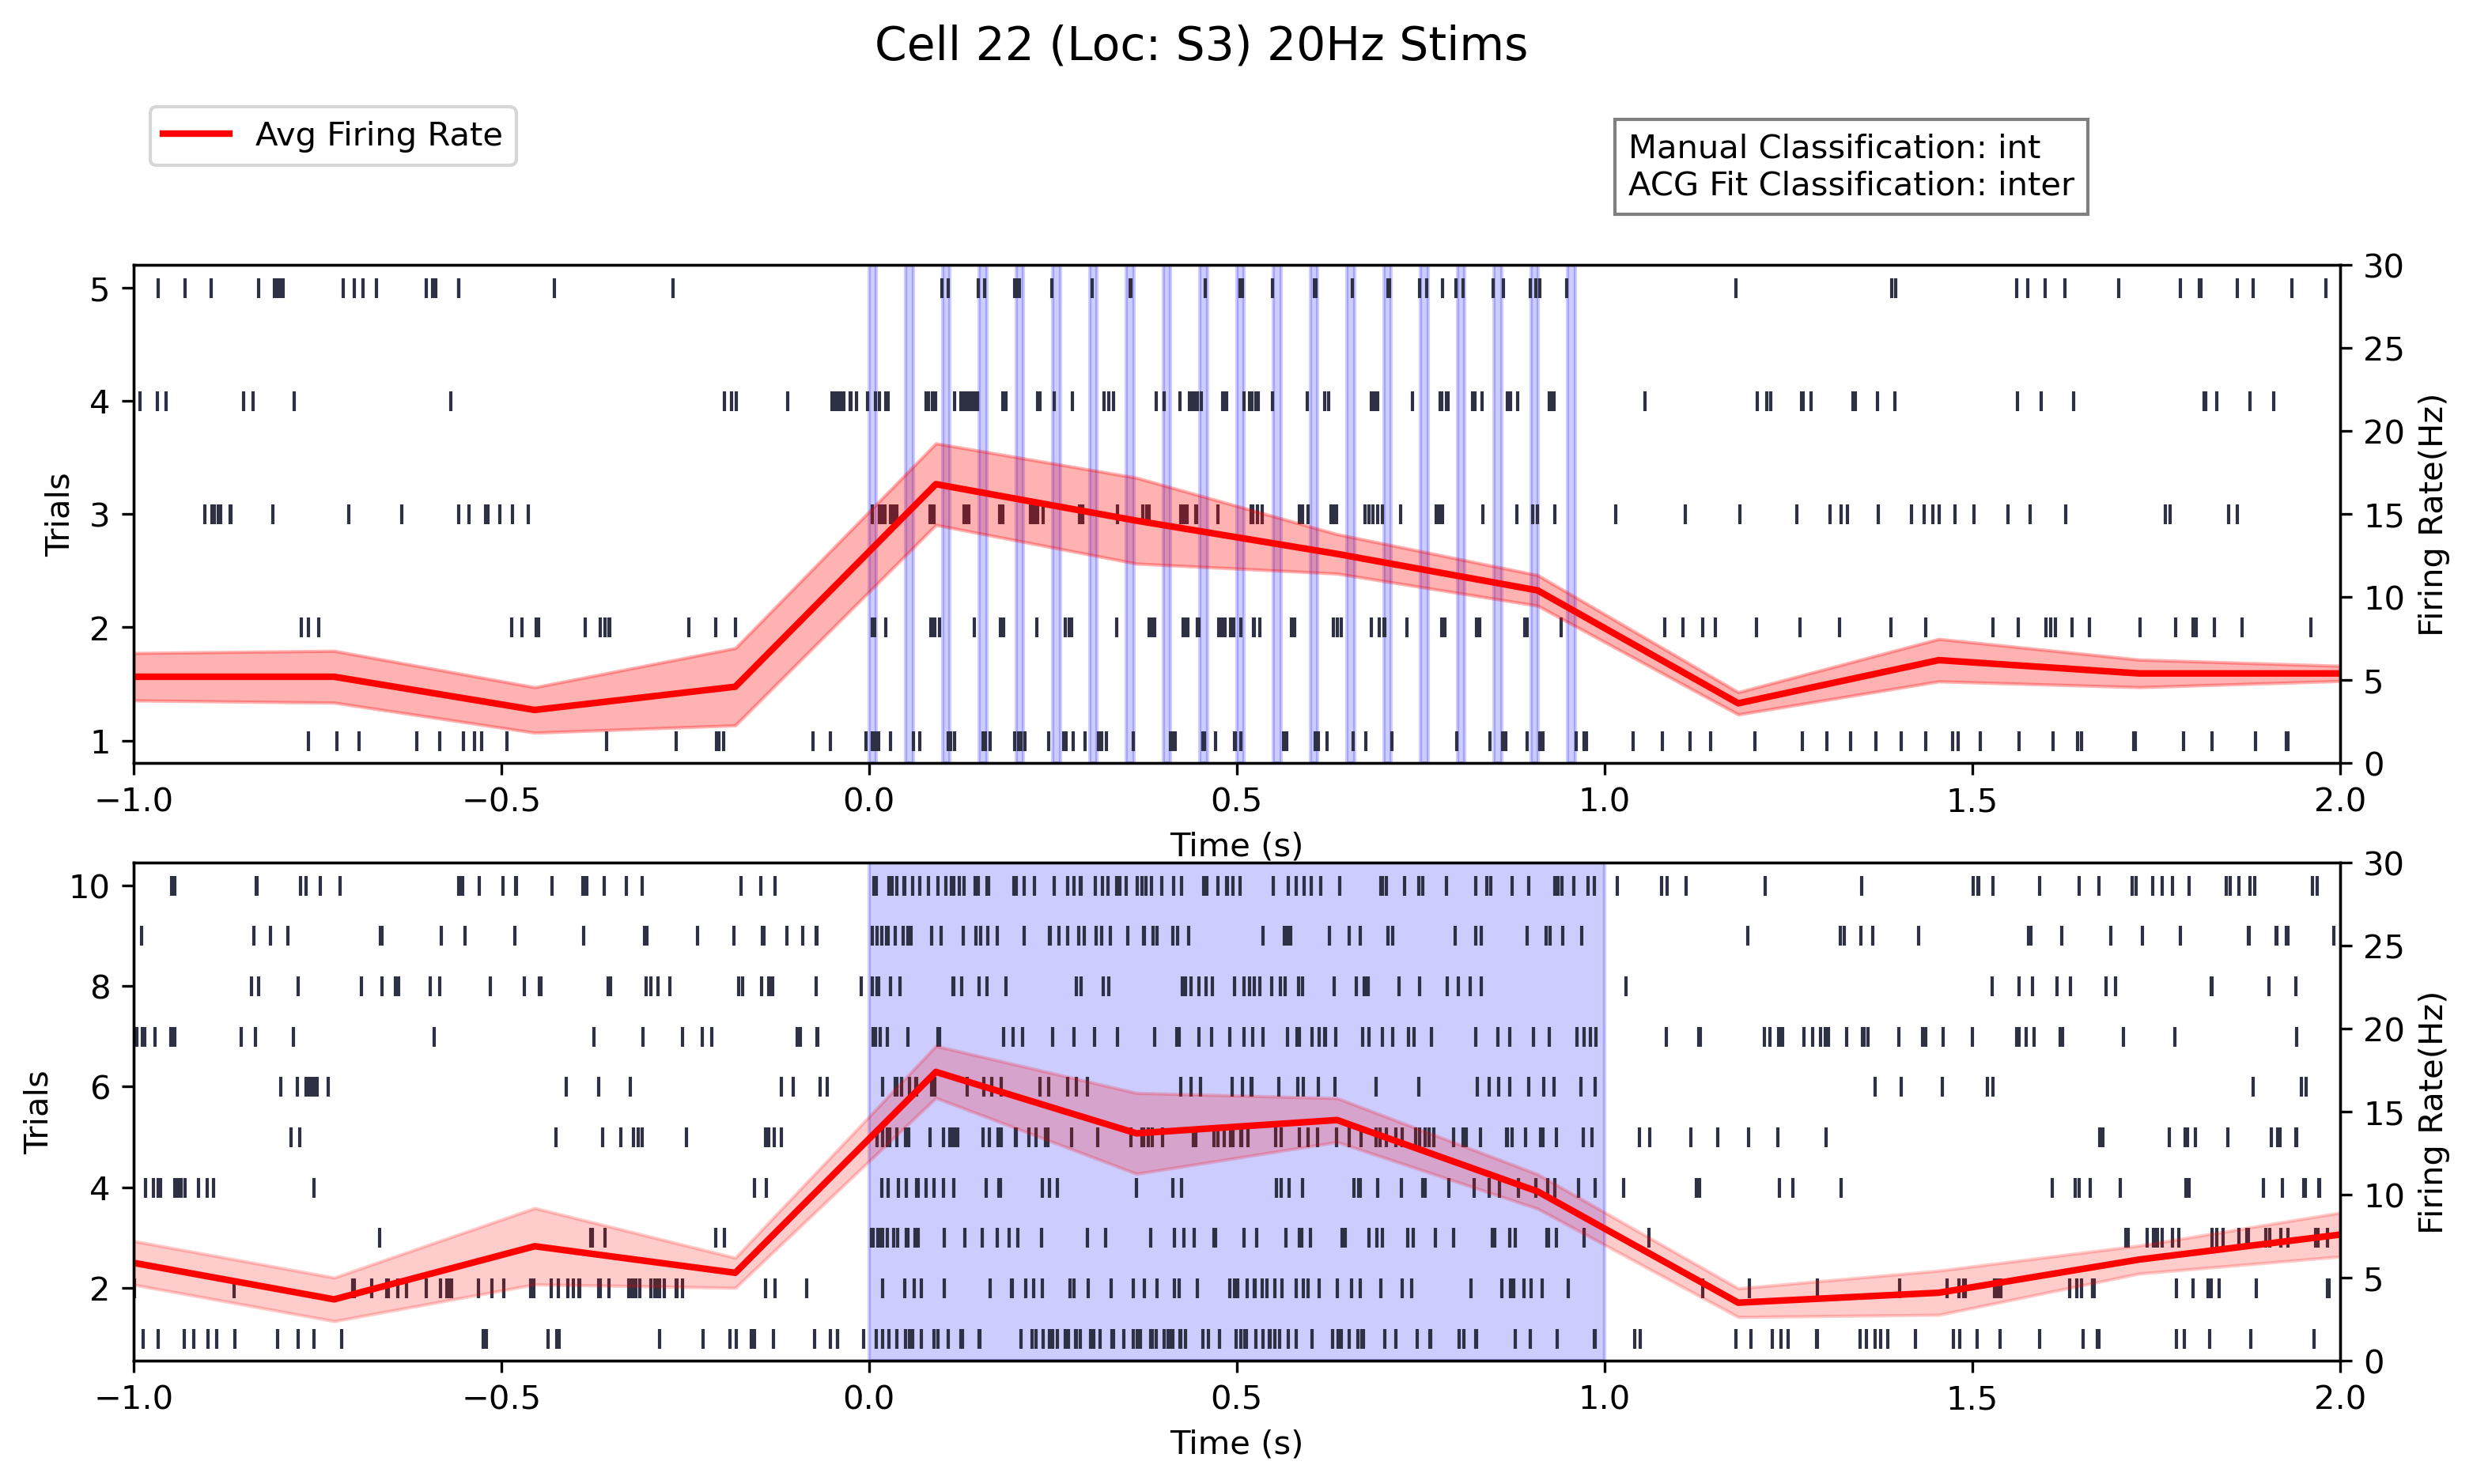 Cell 22 (Loc: S3) 20Hz Stims
Avg Firing Rate
Manual Classification: int
ACG Fit Classification: inter
Trials
5
4
3
2
1
30
25
20
15
10
5
0
Firing Rate(Hz)
−1.0 −0.5 0.0 0.5 1.0 1.5 2.0
Time (s)
Trials
10
8
6
4
2
30
25
20
15
10
5
0
Firing Rate(Hz)
−1.0 −0.5 0.0 0.5 1.0 1.5 2.0
Time (s)